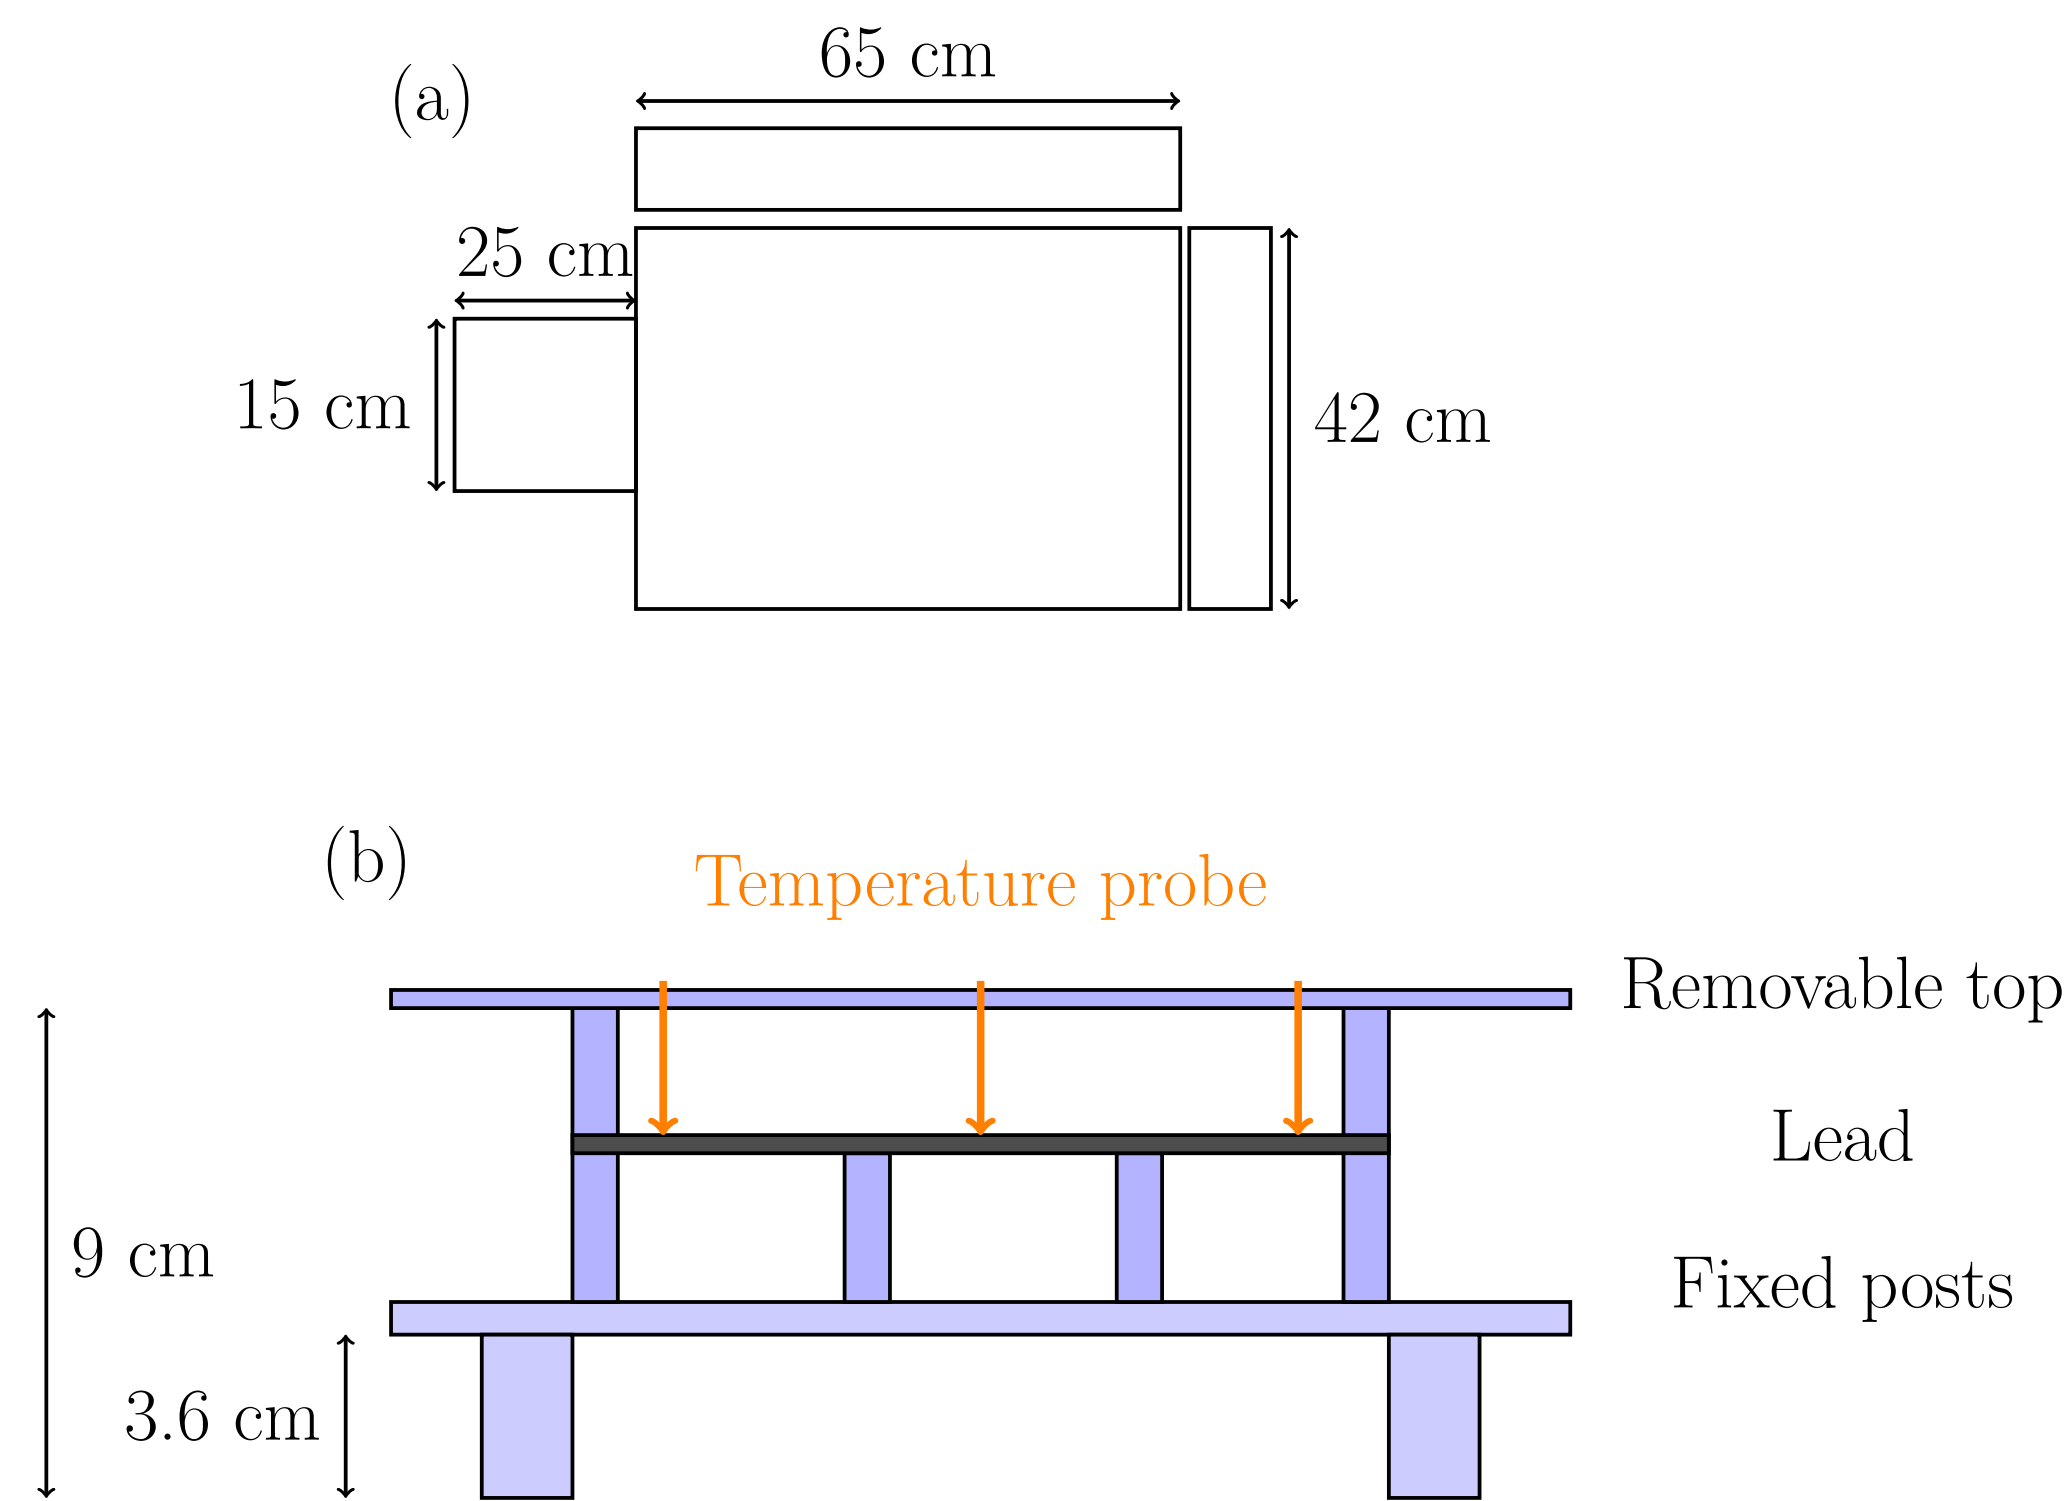 65 cm
(a)
25 cm
15 cm
42 cm
(b)
Temperature probe
Removable top
Lead
9 cm
Fixed posts
3.6 cm